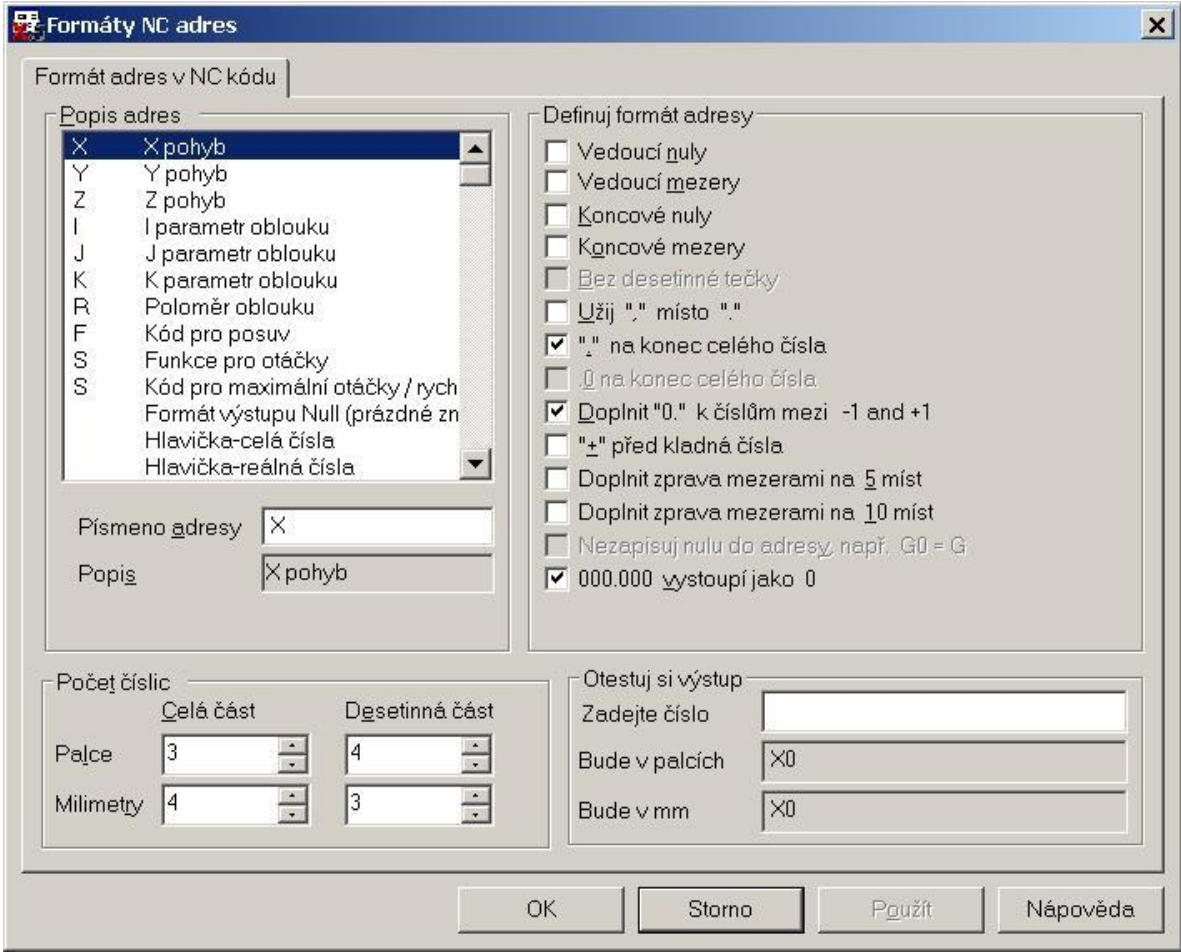 Formáty NC adres
Formát adres v NC kódu
Popis adres
X X pohyb
Y Y pohyb
Z Z pohyb
I I parametr oblouku
J J parametr oblouku
K K parametr oblouku
R Poloměr oblouku
F Kód pro posuv
S Funkce pro otáčky
S Kód pro maximální otáčky / rych
Formát výstupu Null (prázdné zn
Hlavička-celá čísla
Hlavička-reálná čísla
Písmeno adresy X
Popis X pohyb
Definuj formát adresy
Vedoucí nuly
Vedoucí mezery
Koncové nuly
Koncové mezery
Bez desetinné tečky
Užij "," místo "."
"." na konec celého čísla
.0 na konec celého čísla
Doplnit "0." k číslům mezi -1 and +1
"+" před kladná čísla
Doplnit zprava mezerami na 5 míst
Doplnit zprava mezerami na 10 míst
Nezapisuj nulu do adresy, např. G0 = G
000.000 vystoupí jako 0
Počet číslic
Celá část Desetinná část
Palce 3 4
Milimetry 4 3
Otestuj si výstup
Zadejte číslo
Bude v palcích X0
Bude v mm X0
OK Storno Použít Nápověda